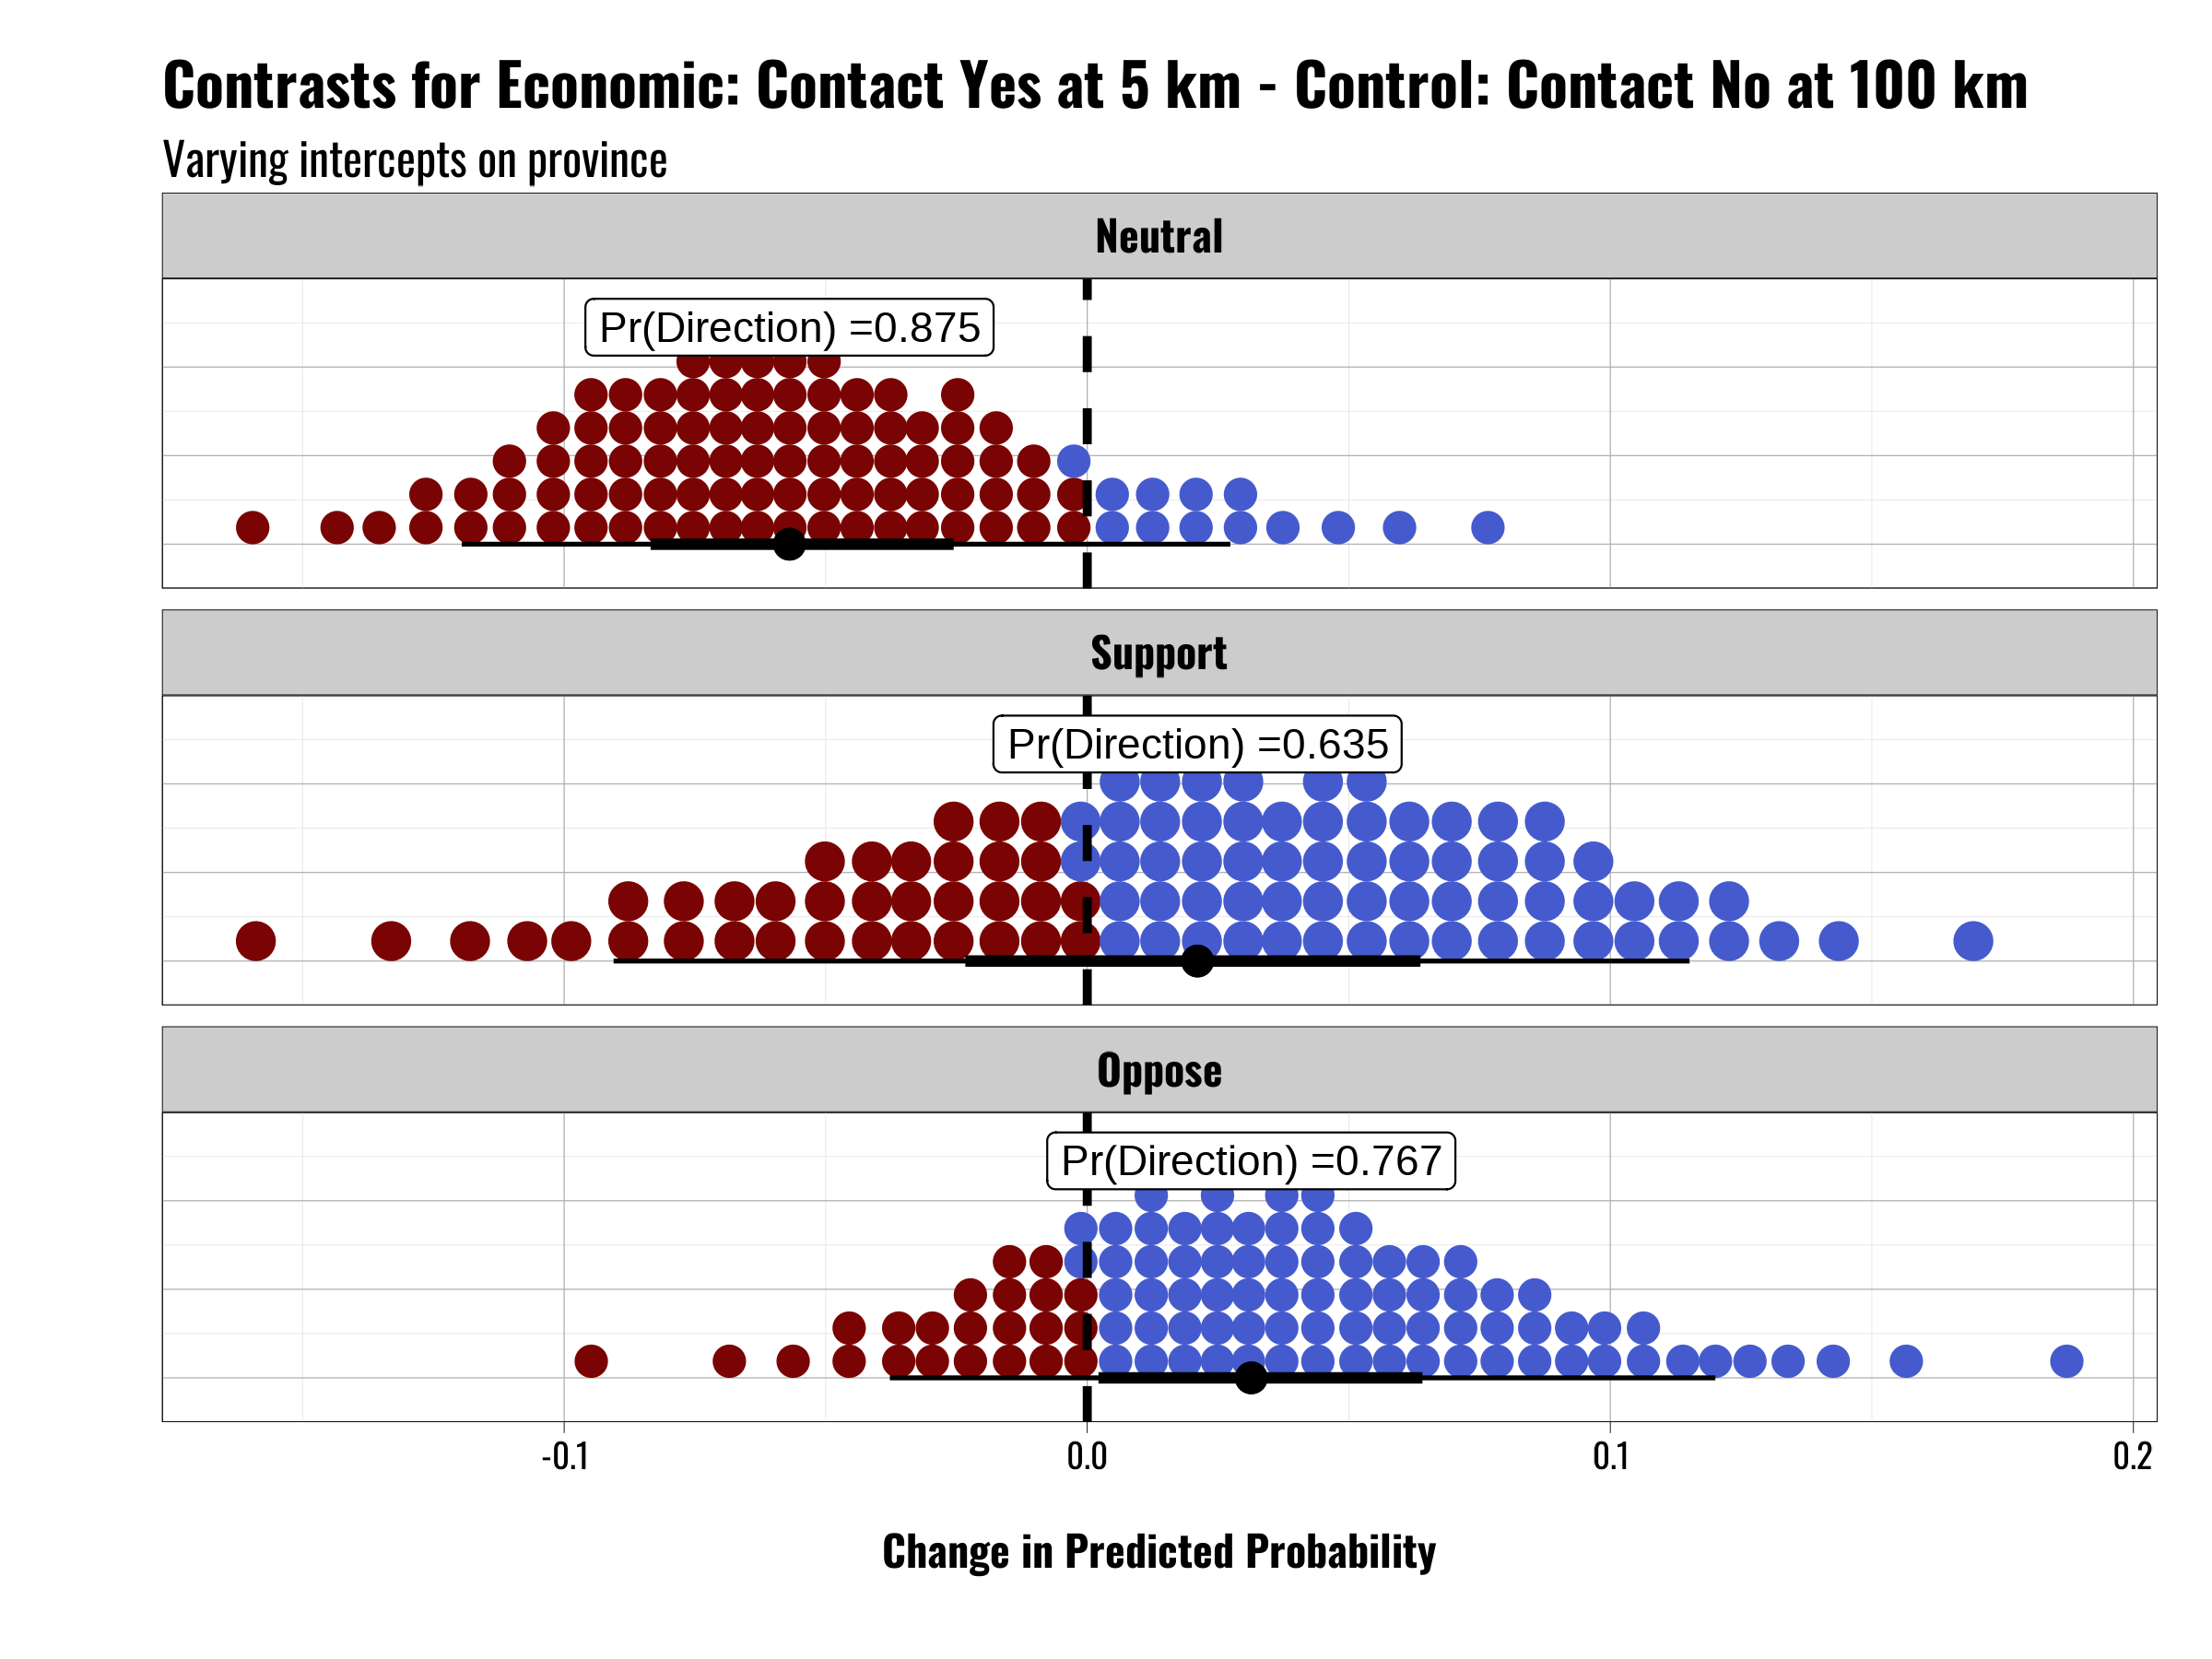 Contrasts for Economic: Contact Yes at 5 km - Control: Contact No at 100 km
Varying intercepts on province
Neutral
Pr(Direction) =0.875
Support
Pr(Direction) =0.635
Oppose
Pr(Direction) =0.767
-0.1 0.0 0.1 0.2
Change in Predicted Probability